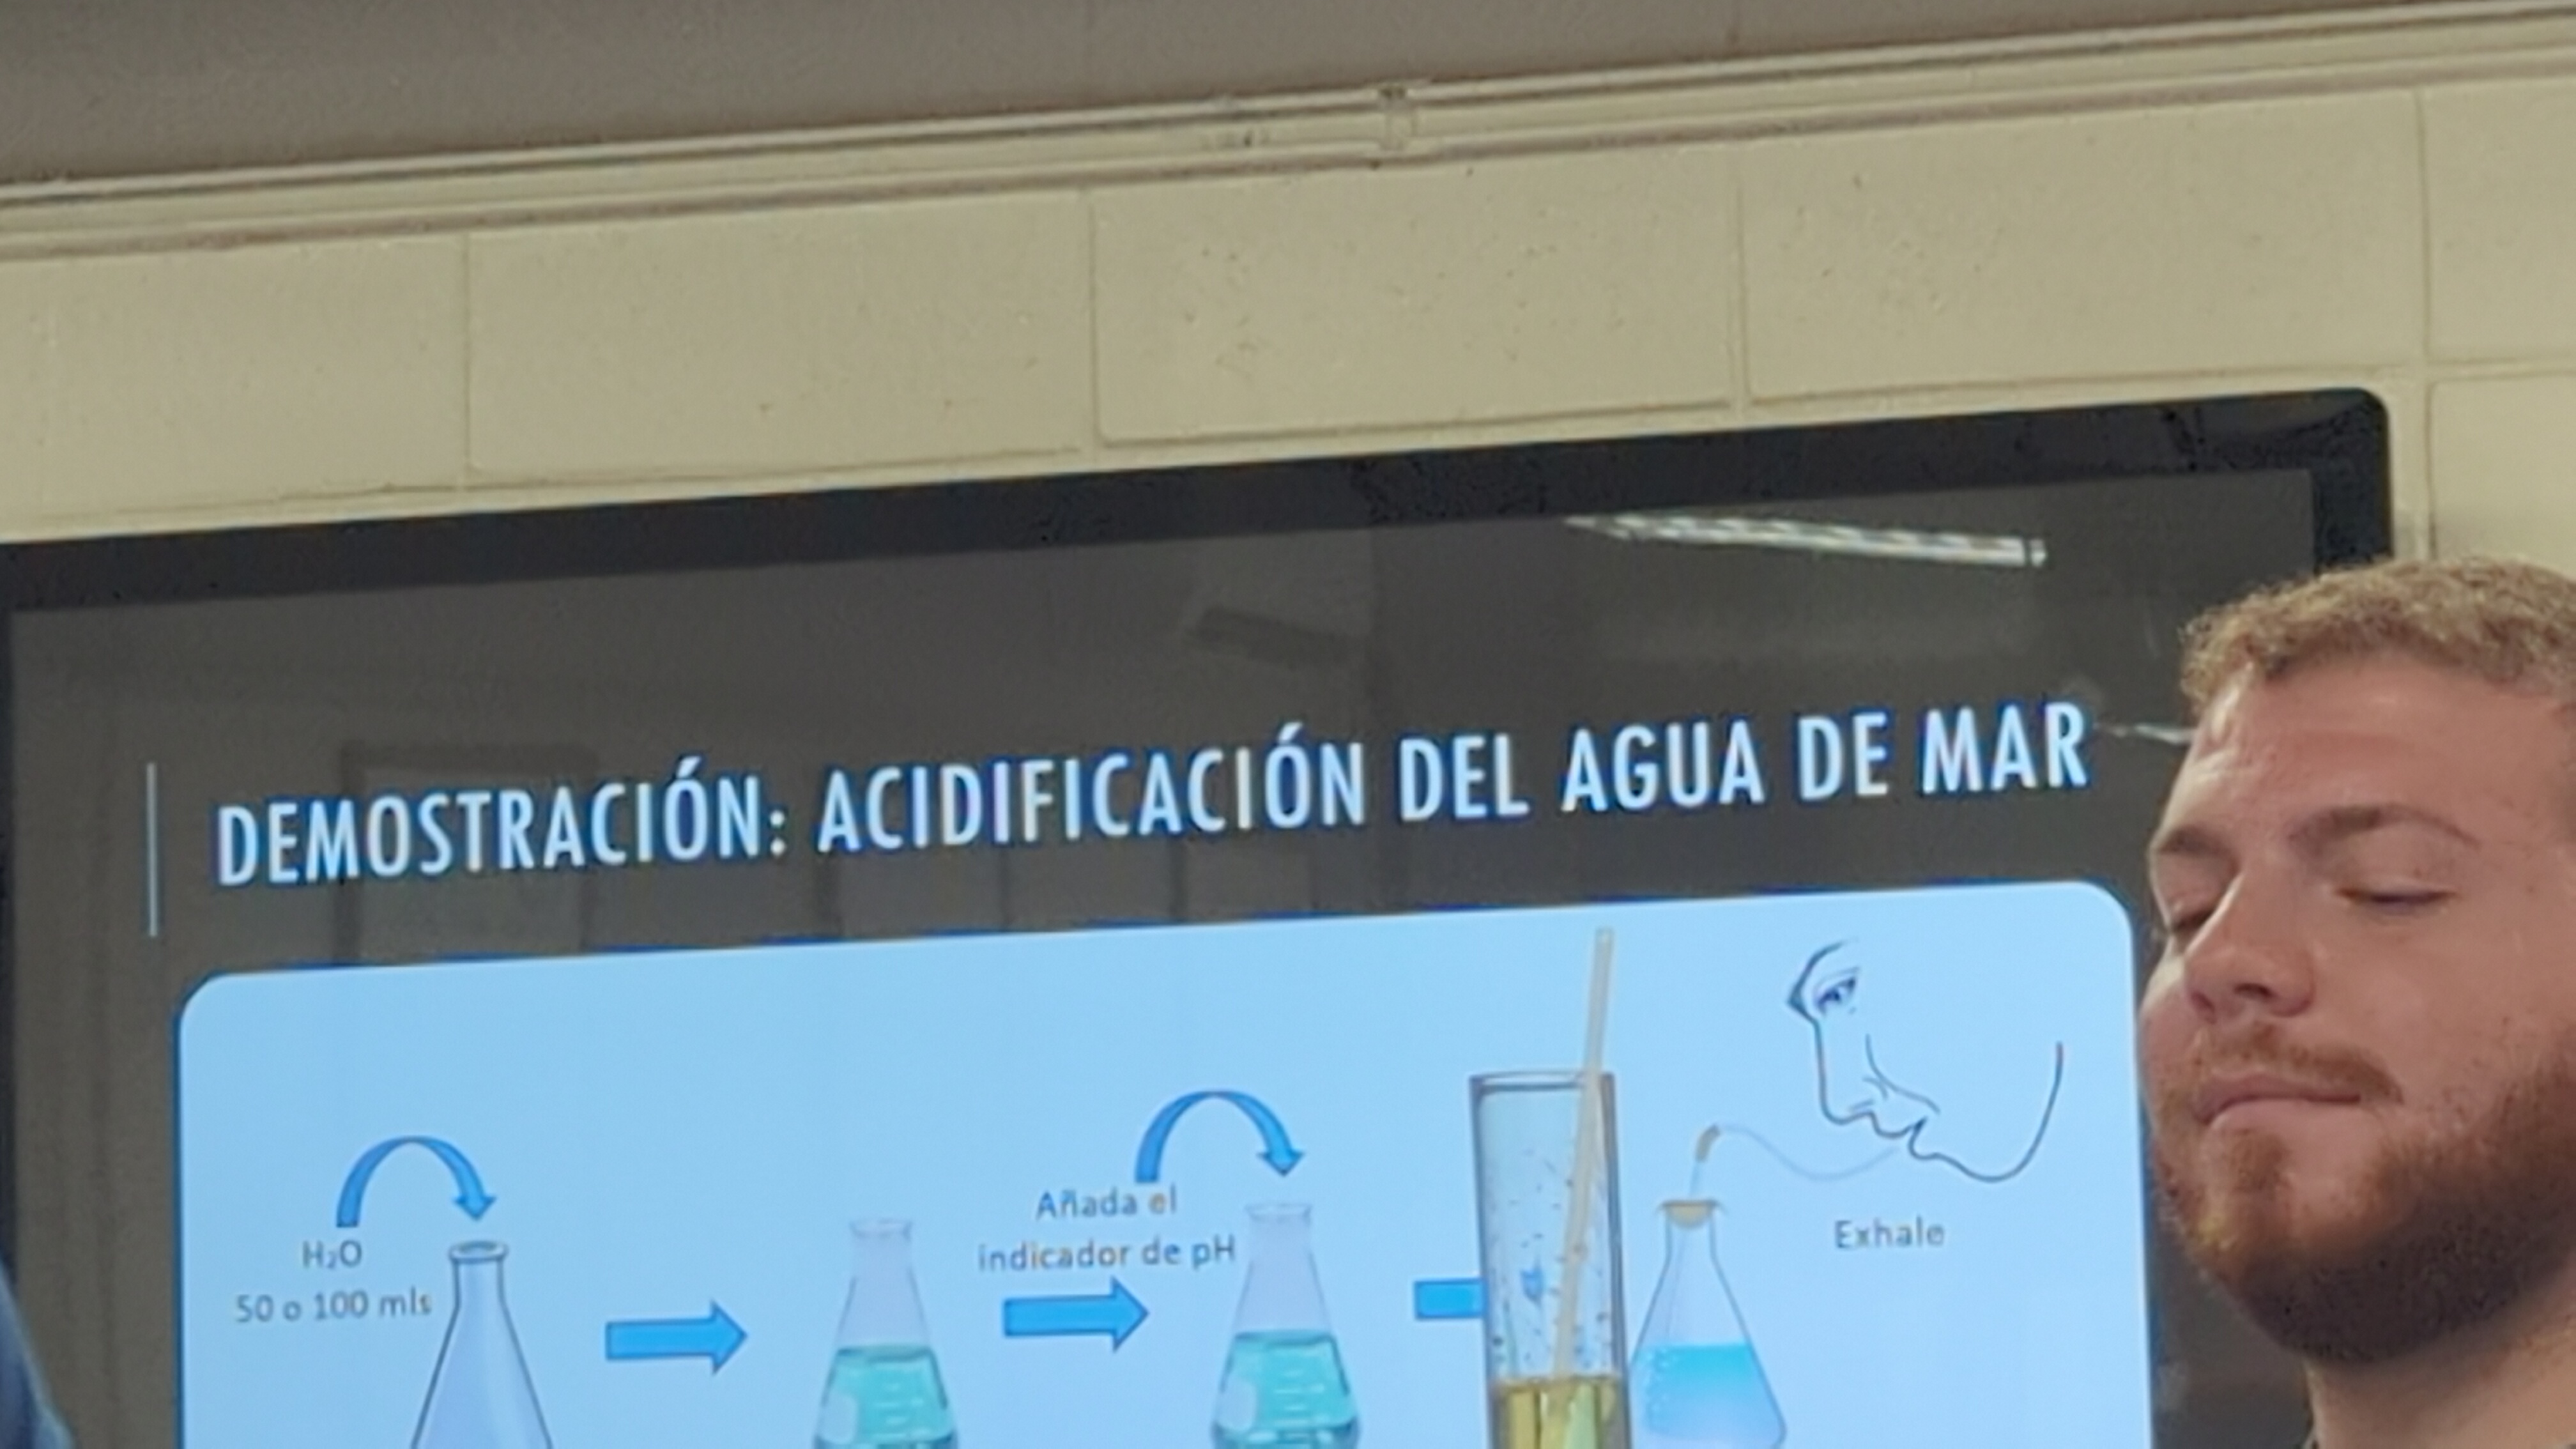 DEMOSTRACIÓN: ACIDIFICACIÓN DEL AGUA DE MAR
H₂O
50 o 100 mls
Añada el
indicador de pH
Exhale